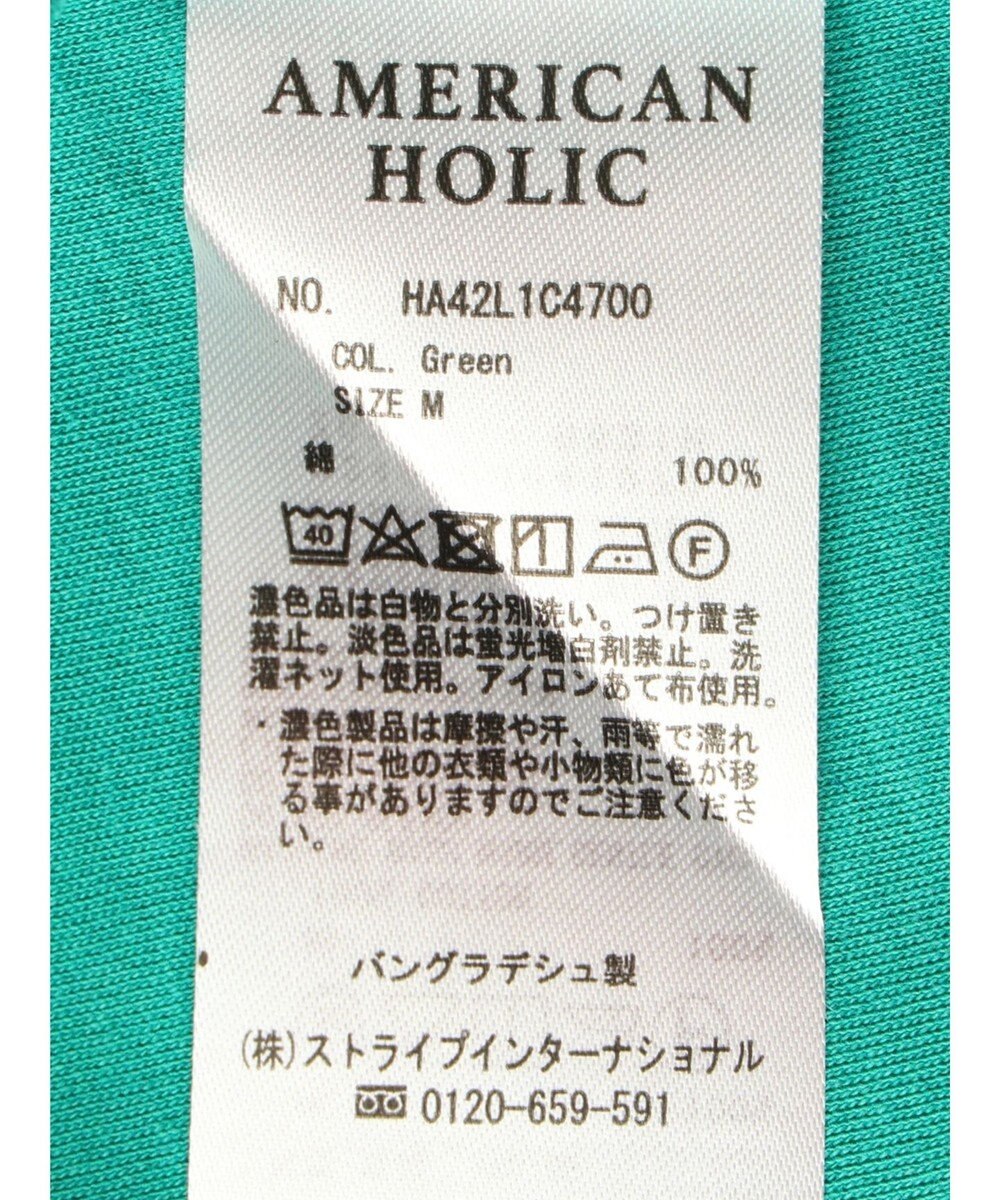 AMERICAN
HOLIC
NO. HA42L1C4700
COL. Green
SIZE M
綿 100%
40 F
濃色品は白物と分別洗い。つけ置き
禁止。淡色品は蛍光増白剤禁止。洗
濯ネット使用。アイロンあて布使用。
・濃色製品は摩擦や汗、雨等で濡れ
た際に他の衣類や小物類に色が移
る事がありますのでご注意くださ
い。
バングラデシュ製
(株)ストライプインターナショナル
0120-659-591